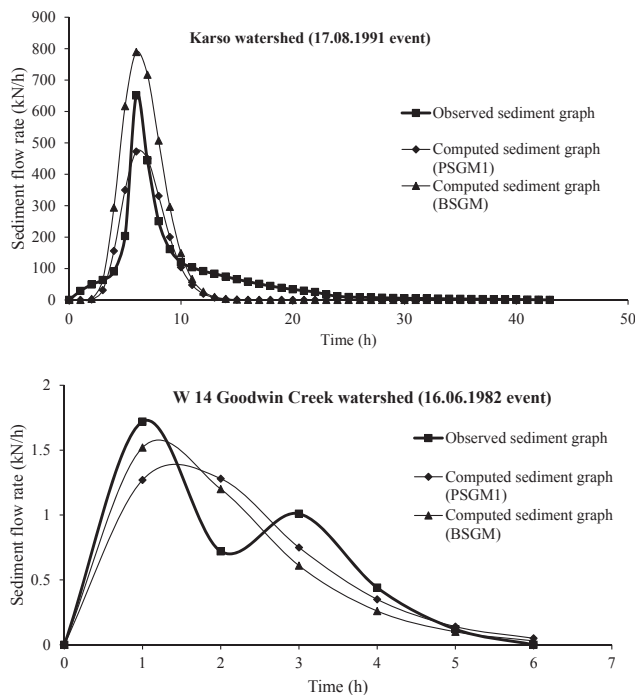 Karso watershed (17.08.1991 event)
Sediment flow rate (kN/h)
900
800
700
600
500
400
300
200
100
0
Observed sediment graph
Computed sediment graph
(PSGM1)
Computed sediment graph
(BSGM)
0 10 20 30 40 50
Time (h)
W 14 Goodwin Creek watershed (16.06.1982 event)
Sediment flow rate (kN/h)
2
1.5
1
0.5
0
Observed sediment graph
Computed sediment graph
(PSGM1)
Computed sediment graph
(BSGM)
0 1 2 3 4 5 6 7
Time (h)